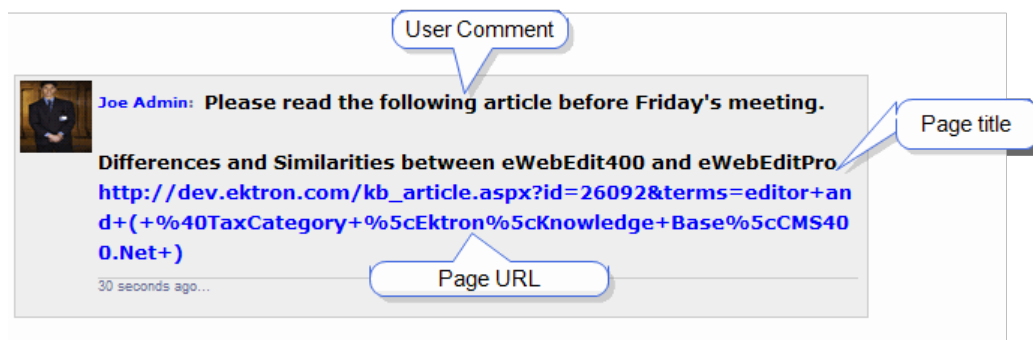 User Comment
Joe Admin: Please read the following article before Friday's meeting.
Page title
Differences and Similarities between eWebEdit400 and eWebEditPro
http://dev.ektron.com/kb_article.aspx?id=26092&terms=editor+an
d+(+%40TaxCategory+%5cEktron%5cKnowledge+Base%5cCMS40
0.Net+)
Page URL
30 seconds ago...